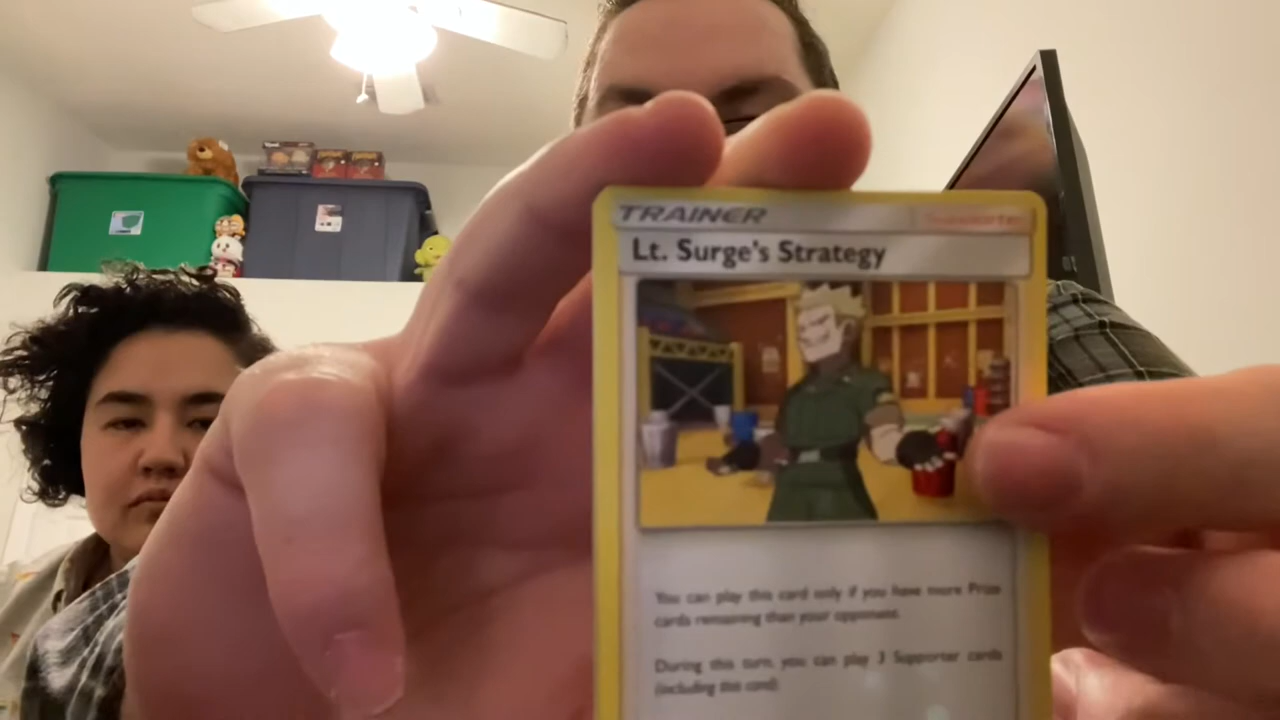 TRAINER Supporter
Lt. Surge's Strategy
You can play this card only if you have more Prize
cards remaining than your opponent.
During this turn, you can play 3 Supporter cards
(including this card).